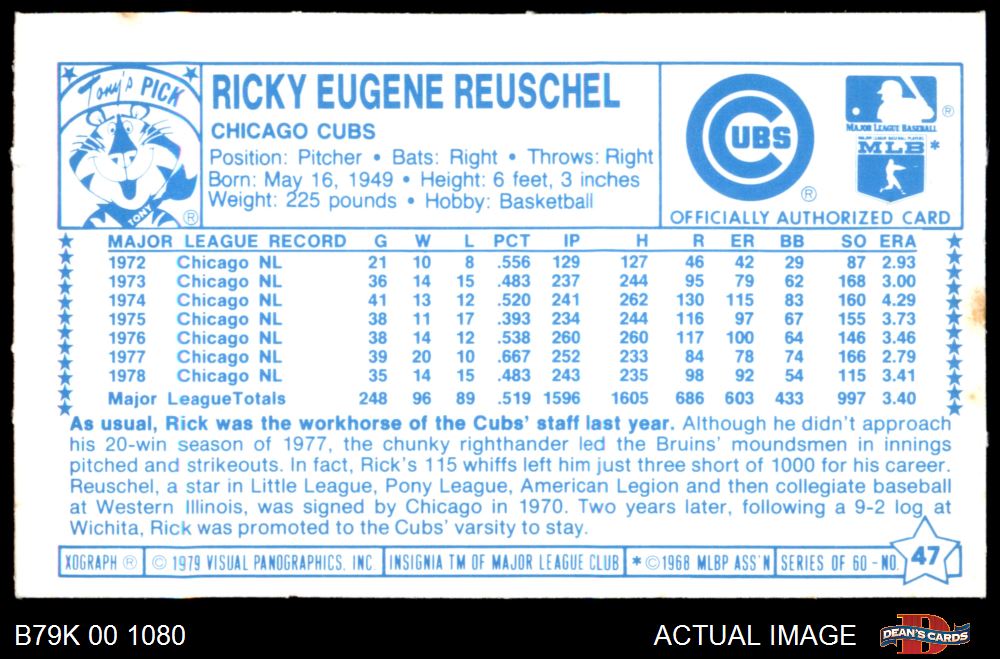 Tony's PICK
TONY ®
RICKY EUGENE REUSCHEL
CHICAGO CUBS
Position: Pitcher • Bats: Right • Throws: Right
Born: May 16, 1949 • Height: 6 feet, 3 inches
Weight: 225 pounds • Hobby: Basketball
CUBS ®
®
MAJOR LEAGUE BASEBALL
MAJOR LEAGUE BASEBALL PLAYERS
MLB *
OFFICIALLY AUTHORIZED CARD
MAJOR LEAGUE RECORD G W L PCT IP H R ER BB SO ERA
1972 Chicago NL 21 10 8 .556 129 127 46 42 29 87 2.93
1973 Chicago NL 36 14 15 .483 237 244 95 79 62 168 3.00
1974 Chicago NL 41 13 12 .520 241 262 130 115 83 160 4.29
1975 Chicago NL 38 11 17 .393 234 244 116 97 67 155 3.73
1976 Chicago NL 38 14 12 .538 260 260 117 100 64 146 3.46
1977 Chicago NL 39 20 10 .667 252 233 84 78 74 166 2.79
1978 Chicago NL 35 14 15 .483 243 235 98 92 54 115 3.41
Major LeagueTotals 248 96 89 .519 1596 1605 686 603 433 997 3.40
As usual, Rick was the workhorse of the Cubs' staff last year. Although he didn't approach
his 20-win season of 1977, the chunky righthander led the Bruins' moundsmen in innings
pitched and strikeouts. In fact, Rick's 115 whiffs left him just three short of 1000 for his career.
Reuschel, a star in Little League, Pony League, American Legion and then collegiate baseball
at Western Illinois, was signed by Chicago in 1970. Two years later, following a 9-2 log at
Wichita, Rick was promoted to the Cubs' varsity to stay.
XOGRAPH ® © 1979 VISUAL PANOGRAPHICS, INC. INSIGNIA TM OF MAJOR LEAGUE CLUB * ©1968 MLBP ASS'N SERIES OF 60 - NO. 47
B79K 00 1080 ACTUAL IMAGE DEAN'S CARDS